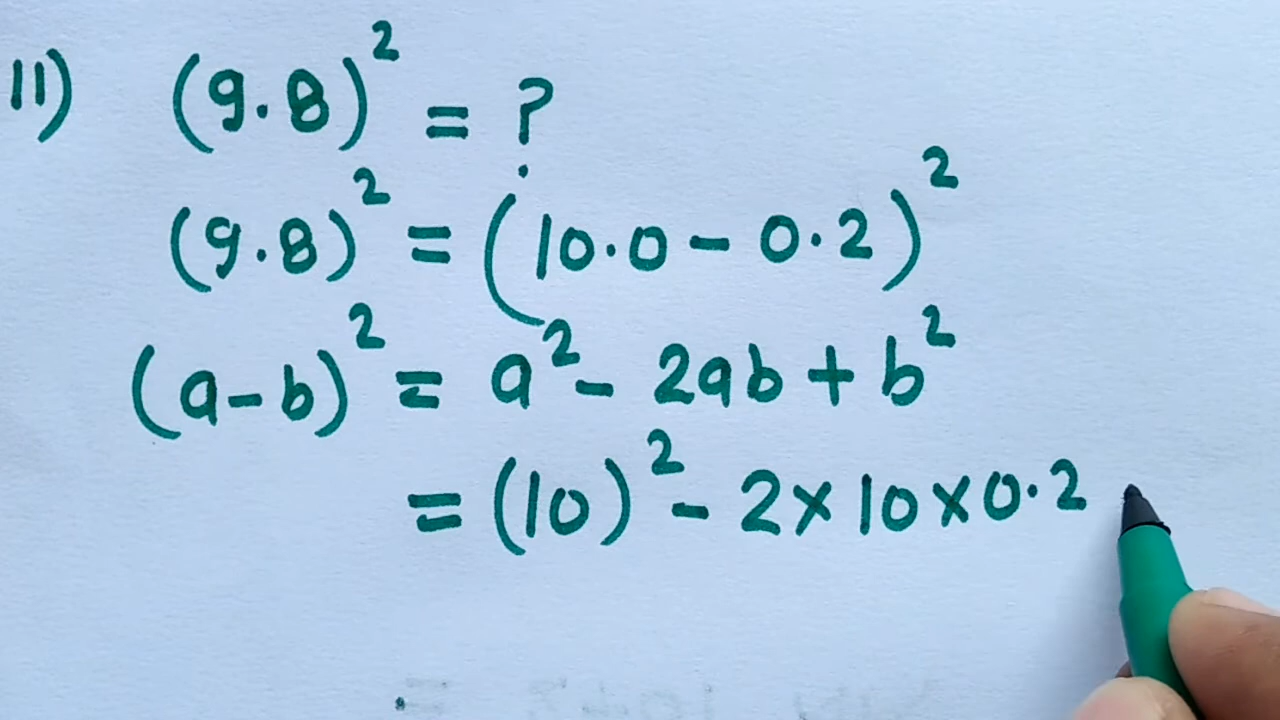 11) (9.8)² = ?
(9.8)² = (10.0 - 0.2)²
(a-b)² = a² - 2ab + b²
= (10)² - 2×10×0.2